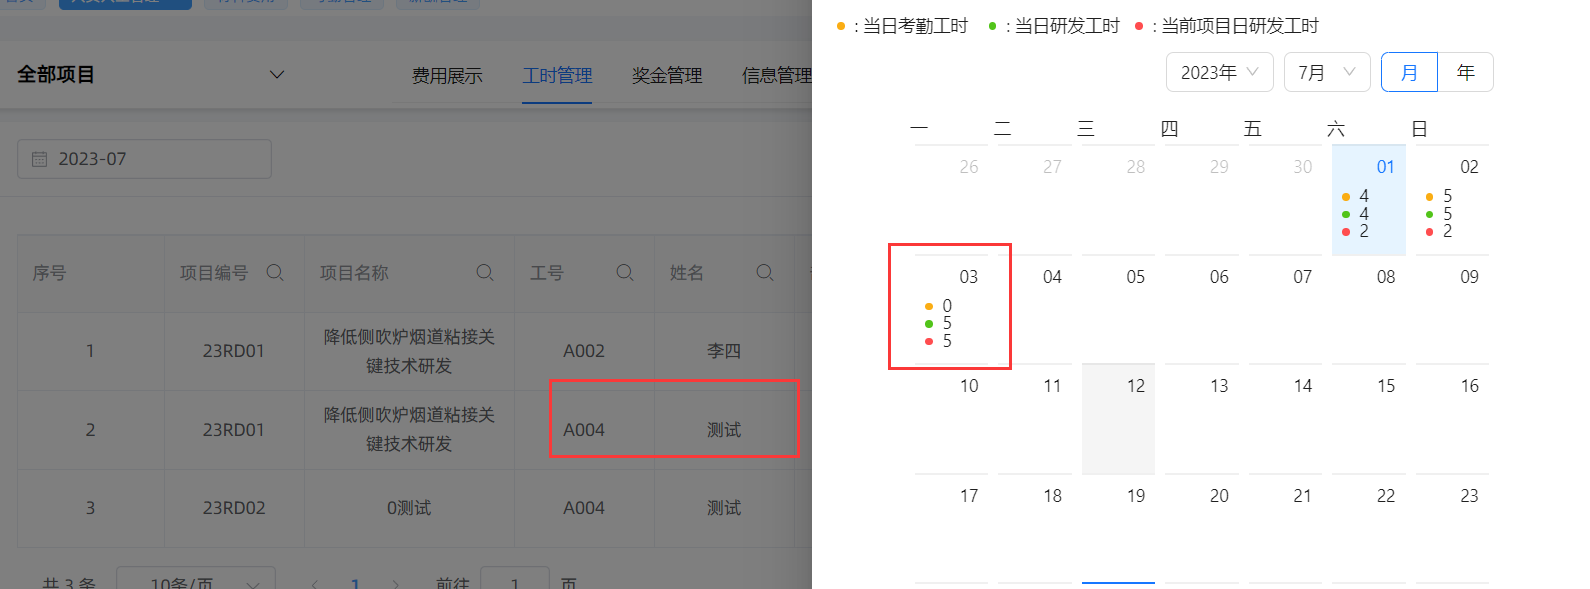 : 当日考勤工时 : 当日研发工时 : 当前项目日研发工时
全部项目
费用展示 工时管理 奖金管理 信息管理
2023年 7月 月 年
2023-07
一 二 三 四 五 六 日
26 27 28 29 30 01 02
4 5
4 5
2 2
03 04 05 06 07 08 09
0
5
5
10 11 12 13 14 15 16
17 18 19 20 21 22 23
序号 项目编号 项目名称 工号 姓名
1 23RD01 降低侧吹炉烟道粘接关
键技术研发 A002 李四
2 23RD01 降低侧吹炉烟道粘接关
键技术研发 A004 测试
3 23RD02 0测试 A004 测试
共 3 条 10条/页 1 前往 1 页